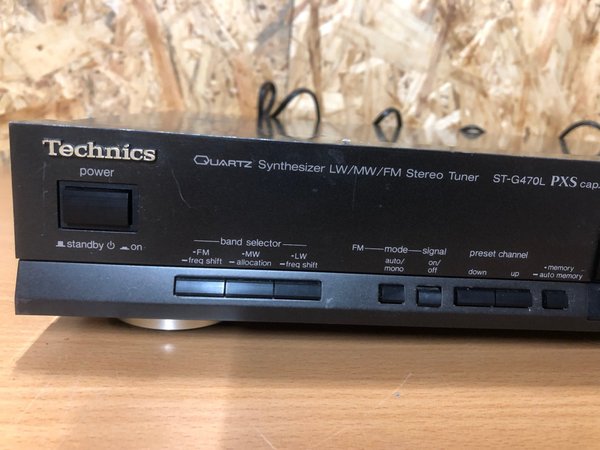 Technics
QUARTZ Synthesizer LW/MW/FM Stereo Tuner ST-G470L PXS
power
standby on
band selector
FM MW LW
freq shift allocation freq shift
FM mode signal
auto/ mono
on/ off
preset channel
down up
memory
auto memory